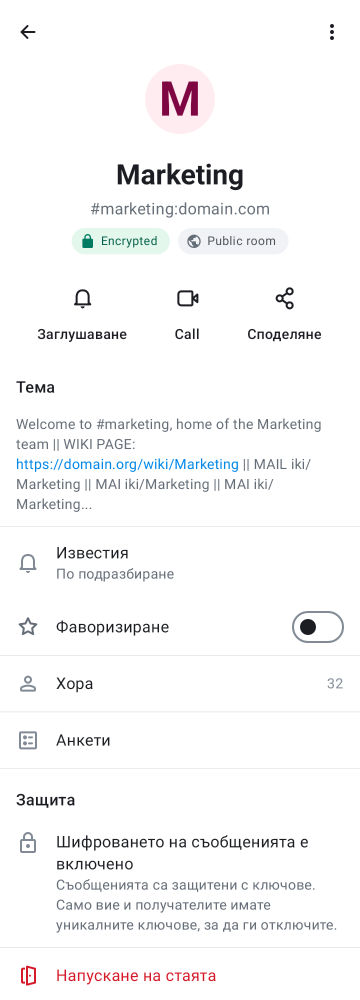 M
Marketing
#marketing:domain.com
Encrypted
Public room
Заглушаване
Call
Споделяне
Тема
Welcome to #marketing, home of the Marketing
team || WIKI PAGE:
https://domain.org/wiki/Marketing || MAIL iki/
Marketing || MAI iki/Marketing || MAI iki/
Marketing...
Известия
По подразбиране
Фаворизиране
Хора
32
Анкети
Защита
Шифроването на съобщенията е
включено
Съобщенията са защитени с ключове.
Само вие и получателите имате
уникалните ключове, за да ги отключите.
Напускане на стаята